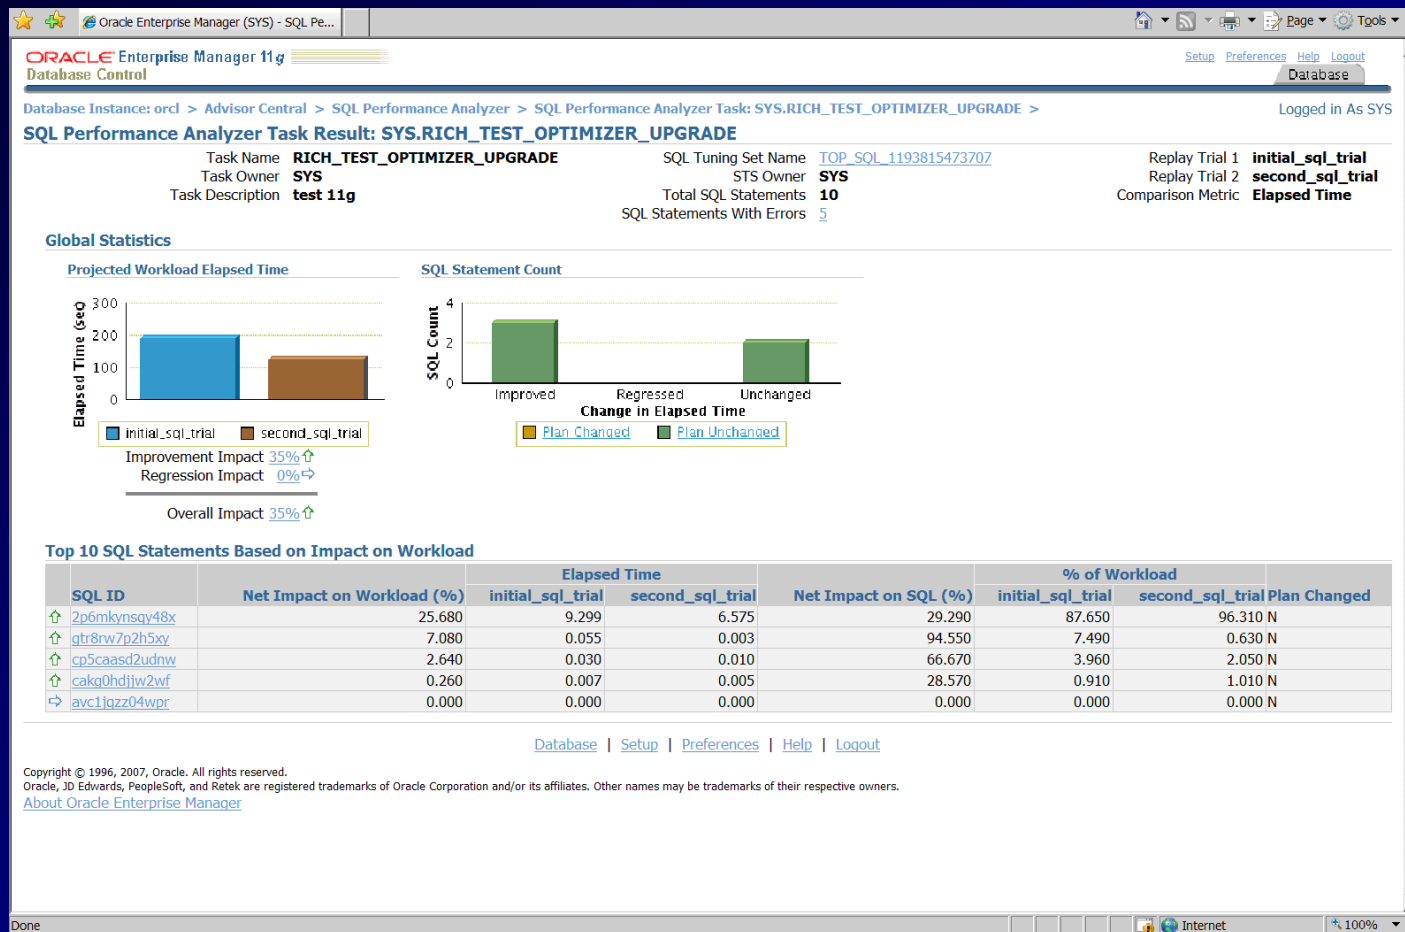 Oracle Enterprise Manager (SYS) - SQL Pe...
Page Tools
ORACLE Enterprise Manager 11g
Database Control
Setup Preferences Help Logout
Database
Database Instance: orcl > Advisor Central > SQL Performance Analyzer > SQL Performance Analyzer Task: SYS.RICH_TEST_OPTIMIZER_UPGRADE >
Logged in As SYS
SQL Performance Analyzer Task Result: SYS.RICH_TEST_OPTIMIZER_UPGRADE
Task Name RICH_TEST_OPTIMIZER_UPGRADE
Task Owner SYS
Task Description test 11g
SQL Tuning Set Name TOP_SQL_1193815473707
STS Owner SYS
Total SQL Statements 10
SQL Statements With Errors 5
Replay Trial 1 initial_sql_trial
Replay Trial 2 second_sql_trial
Comparison Metric Elapsed Time
Global Statistics
Projected Workload Elapsed Time
Elapsed Time (sec)
300
200
100
0
initial_sql_trial second_sql_trial
Improvement Impact 35%
Regression Impact 0%
Overall Impact 35%
SQL Statement Count
SQL Count
4
2
0
Improved Regressed Unchanged
Change in Elapsed Time
Plan Changed Plan Unchanged
Top 10 SQL Statements Based on Impact on Workload
Elapsed Time % of Workload
SQL ID Net Impact on Workload (%) initial_sql_trial second_sql_trial Net Impact on SQL (%) initial_sql_trial second_sql_trial Plan Changed
2p6mkynsqy48x 25.680 9.299 6.575 29.290 87.650 96.310 N
gtr8rw7p2h5xy 7.080 0.055 0.003 94.550 7.490 0.630 N
cp5caasd2udnw 2.640 0.030 0.010 66.670 3.960 2.050 N
cakg0hdjjw2wf 0.260 0.007 0.005 28.570 0.910 1.010 N
avc1jqzz04wpr 0.000 0.000 0.000 0.000 0.000 0.000 N
Database | Setup | Preferences | Help | Logout
Copyright © 1996, 2007, Oracle. All rights reserved.
Oracle, JD Edwards, PeopleSoft, and Retek are registered trademarks of Oracle Corporation and/or its affiliates. Other names may be trademarks of their respective owners.
About Oracle Enterprise Manager
Done
Internet
100%